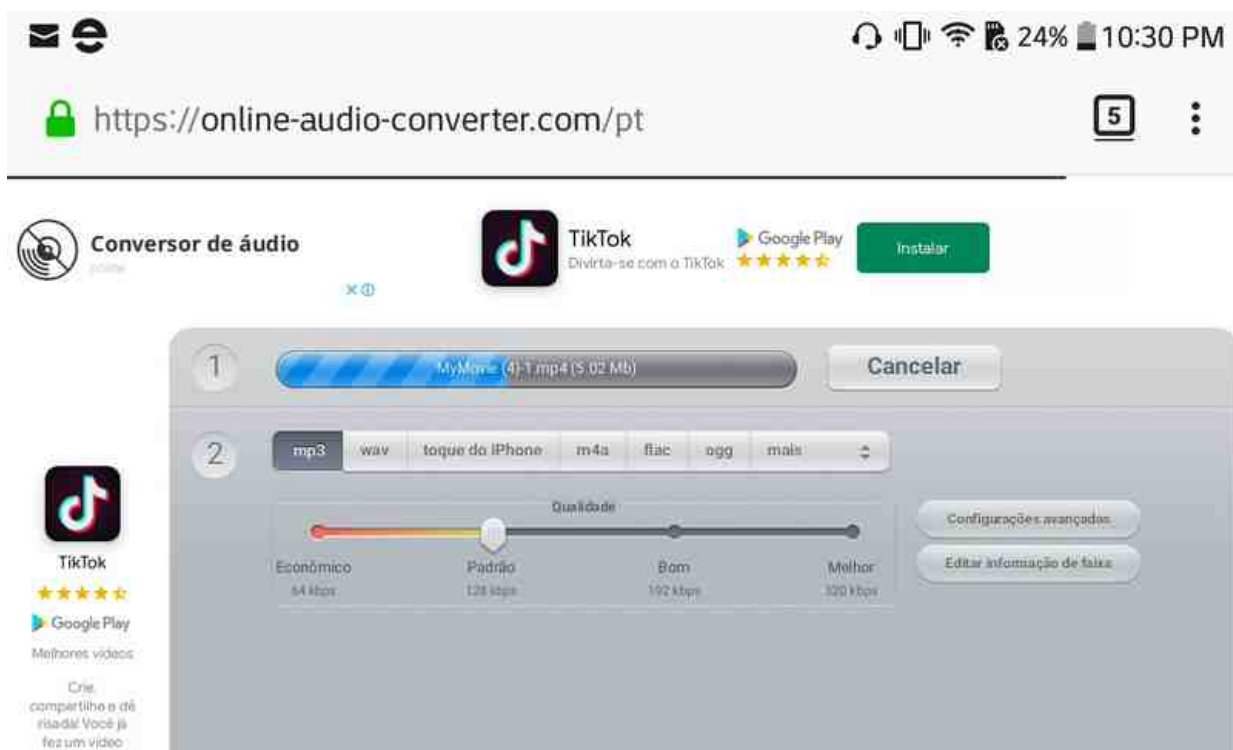 24% 10:30 PM
https://online-audio-converter.com/pt
5
Conversor de áudio
TikTok
Divirta-se com o TikTok
Google Play
Instalar
1
MyMovie (4)-1.mp4 (5.02 Mb)
Cancelar
2
mp3 wav toque do iPhone m4a flac ogg mais
Qualidade
Econômico Padrão Bom Melhor
64 kbps 128 kbps 192 kbps 320 kbps
Configurações avançadas
Editar informação de faixa
TikTok
Google Play
Melhores vídeos
Crie,
compartilhe e dê
risada! Você já
fez um vídeo